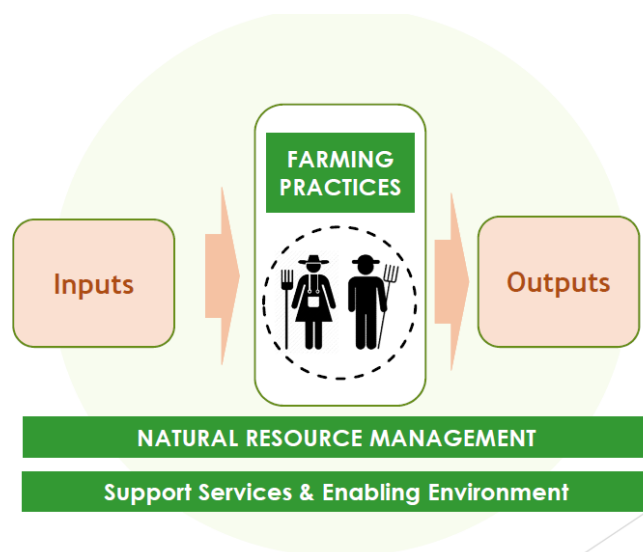 FARMING
PRACTICES
Inputs
Outputs
NATURAL RESOURCE MANAGEMENT
Support Services & Enabling Environment